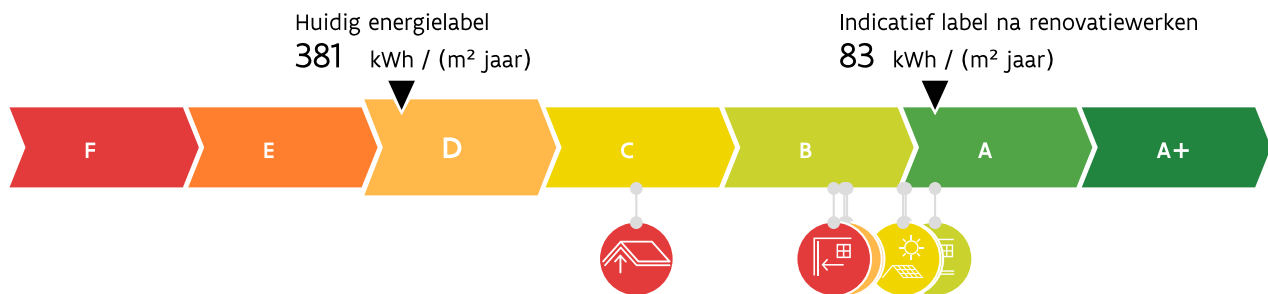 Huidig energielabel
381 kWh / (m² jaar)
Indicatief label na renovatiewerken
83 kWh / (m² jaar)
F E D C B A A+